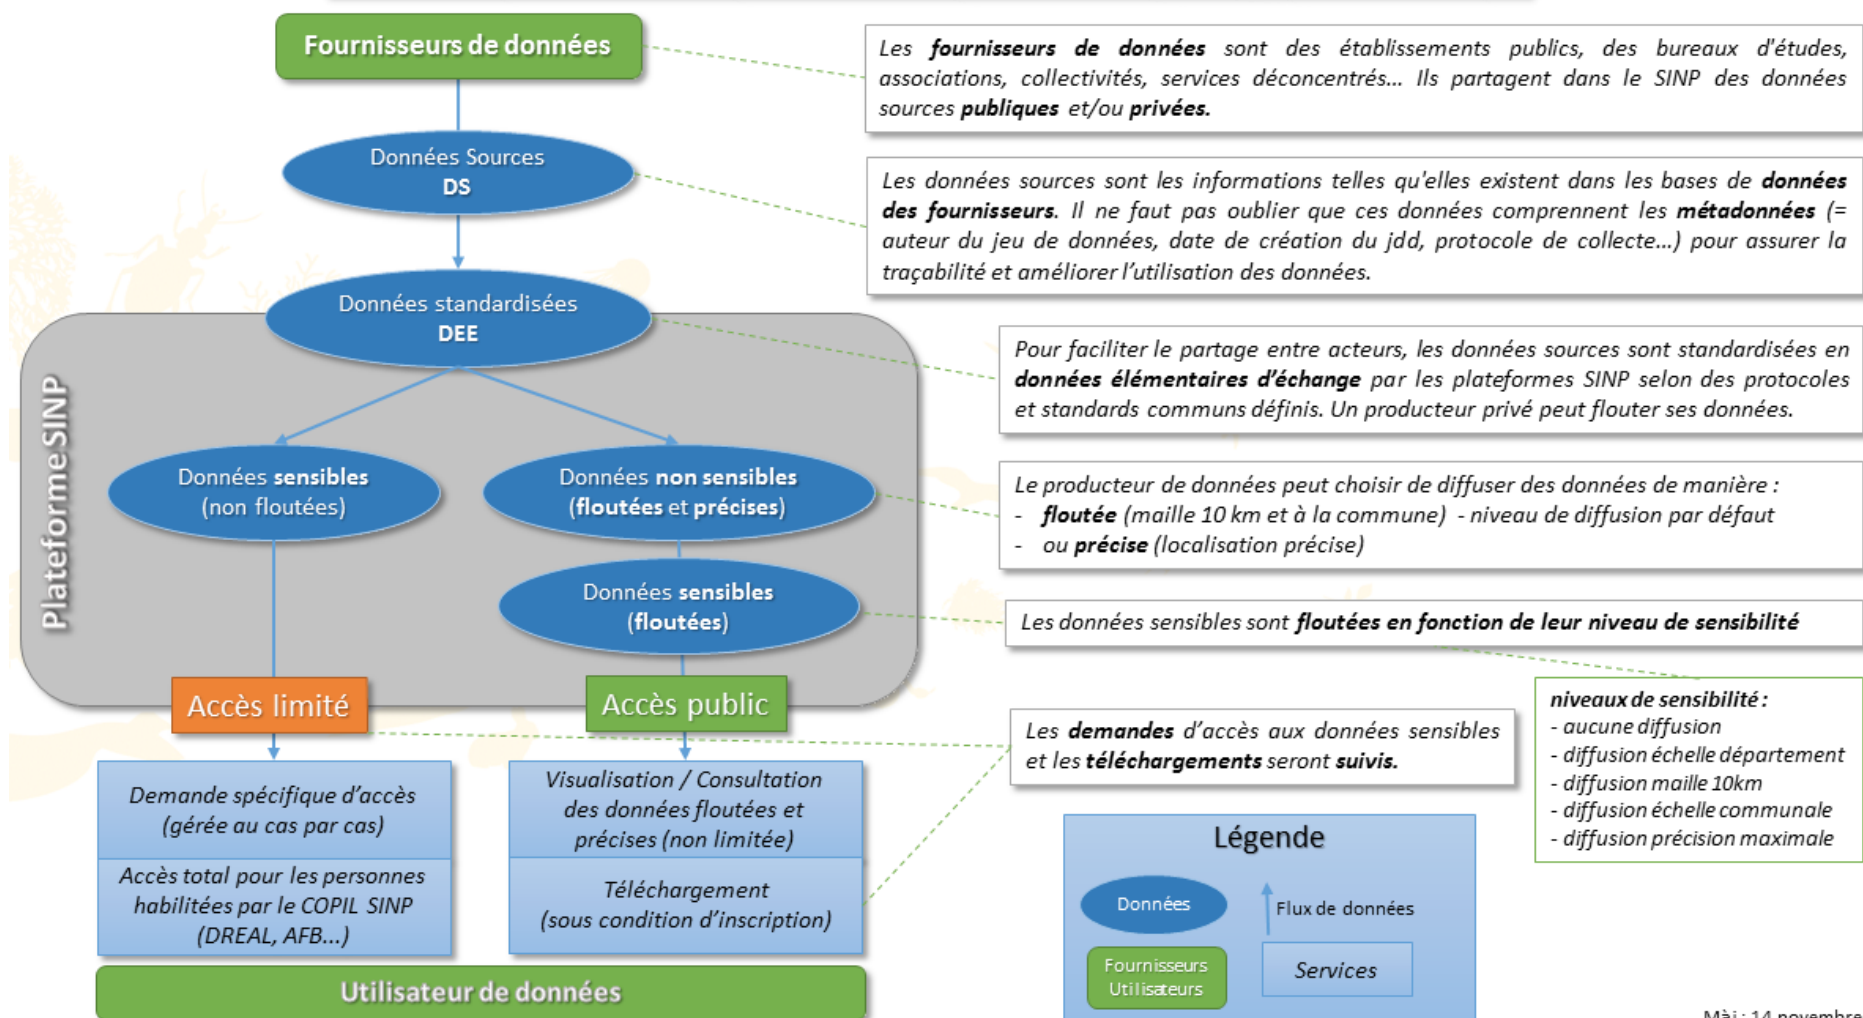 Fournisseurs de données
Les fournisseurs de données sont des établissements publics, des bureaux d'études,
associations, collectivités, services déconcentrés... Ils partagent dans le SINP des données
sources publiques et/ou privées.
Données Sources
DS
Les données sources sont les informations telles qu'elles existent dans les bases de données
des fournisseurs. Il ne faut pas oublier que ces données comprennent les métadonnées (=
auteur du jeu de données, date de création du jdd, protocole de collecte...) pour assurer la
traçabilité et améliorer l'utilisation des données.
Données standardisées
DEE
Pour faciliter le partage entre acteurs, les données sources sont standardisées en
données élémentaires d'échange par les plateformes SINP selon des protocoles
et standards communs définis. Un producteur privé peut flouter ses données.
Plateforme SINP
Données sensibles
(non floutées)
Données non sensibles
(floutées et précises)
Le producteur de données peut choisir de diffuser des données de manière :
- floutée (maille 10 km et à la commune) - niveau de diffusion par défaut
- ou précise (localisation précise)
Données sensibles
(floutées)
Les données sensibles sont floutées en fonction de leur niveau de sensibilité
niveaux de sensibilité :
- aucune diffusion
- diffusion échelle département
- diffusion maille 10km
- diffusion échelle communale
- diffusion précision maximale
Accès limité
Accès public
Les demandes d'accès aux données sensibles
et les téléchargements seront suivis.
Demande spécifique d'accès
(gérée au cas par cas)
Accès total pour les personnes
habilitées par le COPIL SINP
(DREAL, AFB...)
Visualisation / Consultation
des données floutées et
précises (non limitée)
Téléchargement
(sous condition d'inscription)
Utilisateur de données
Légende
Données
Flux de données
Fournisseurs
Utilisateurs
Services
Màj : 14 novembre